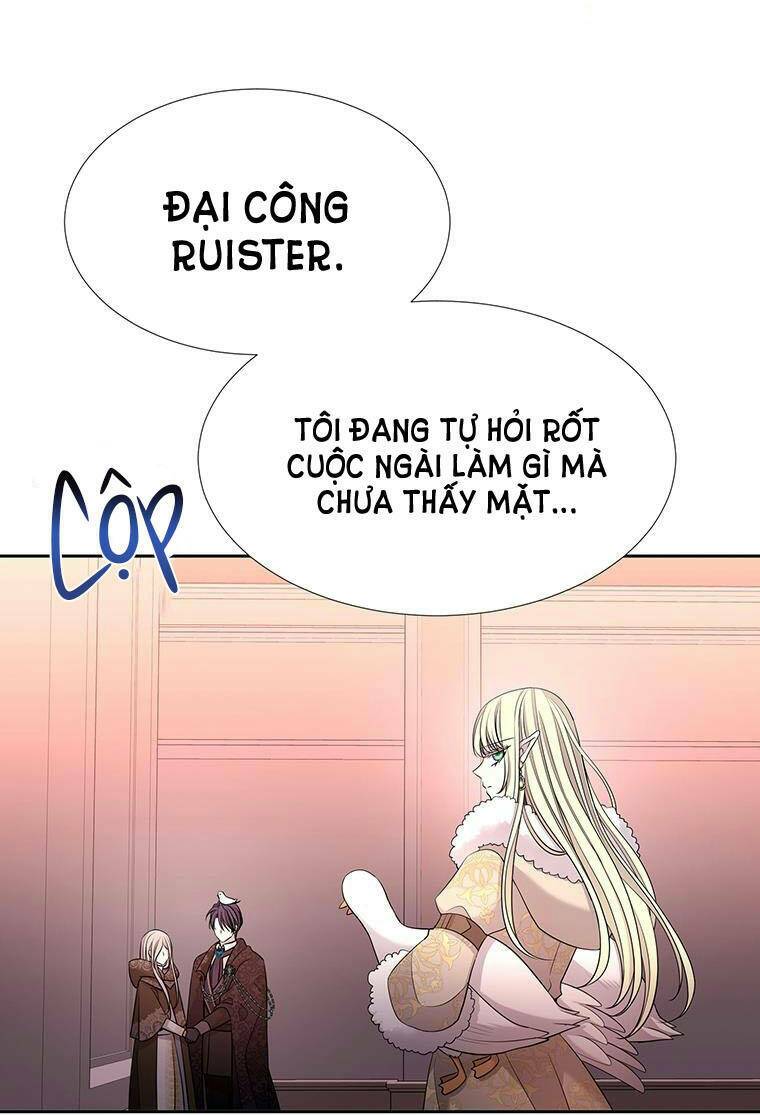 ĐẠI CÔNG
RUISTER.
TÔI ĐANG TỰ HỎI RỐT
CUỘC NGÀI LÀM GÌ MÀ
CHƯA THẤY MẶT...
CỘP